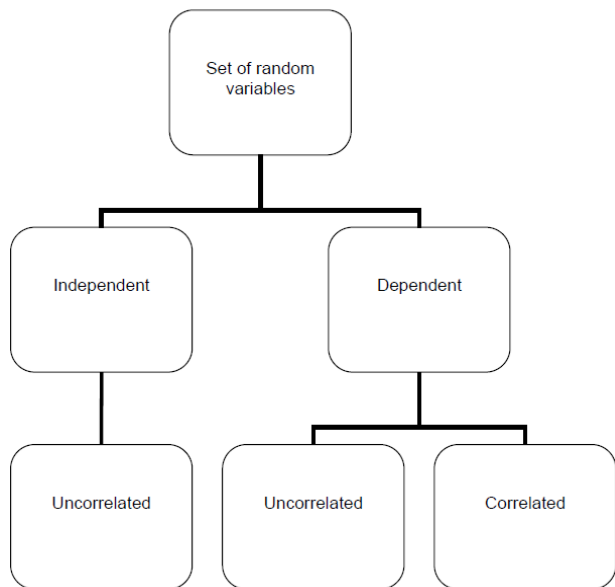 Set of random
variables
Independent
Dependent
Uncorrelated
Uncorrelated
Correlated